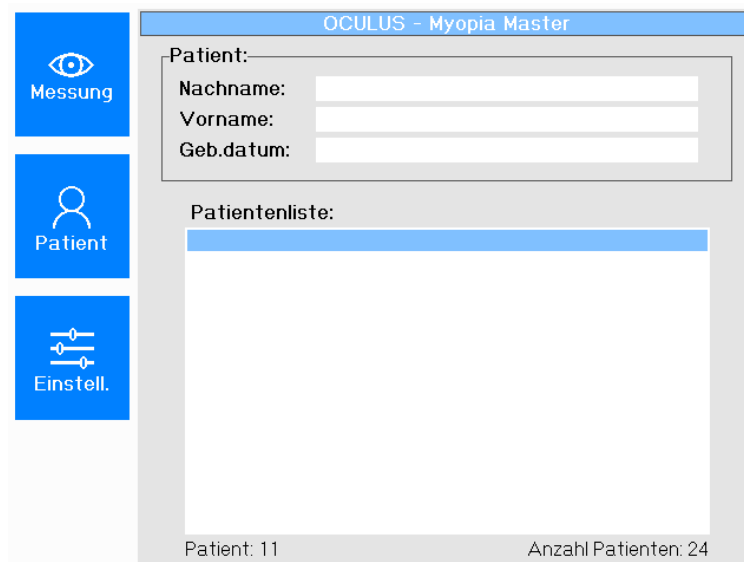 OCULUS - Myopia Master
Messung
Patient
Einstell.
Patient:
Nachname:
Vorname:
Geb.datum:
Patientenliste:
Patient: 11
Anzahl Patienten: 24